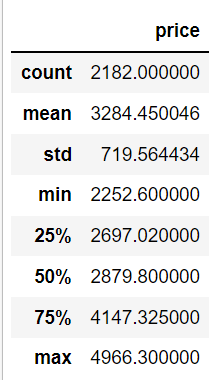 price
count 2182.000000
mean 3284.450046
std 719.564434
min 2252.600000
25% 2697.020000
50% 2879.800000
75% 4147.325000
max 4966.300000